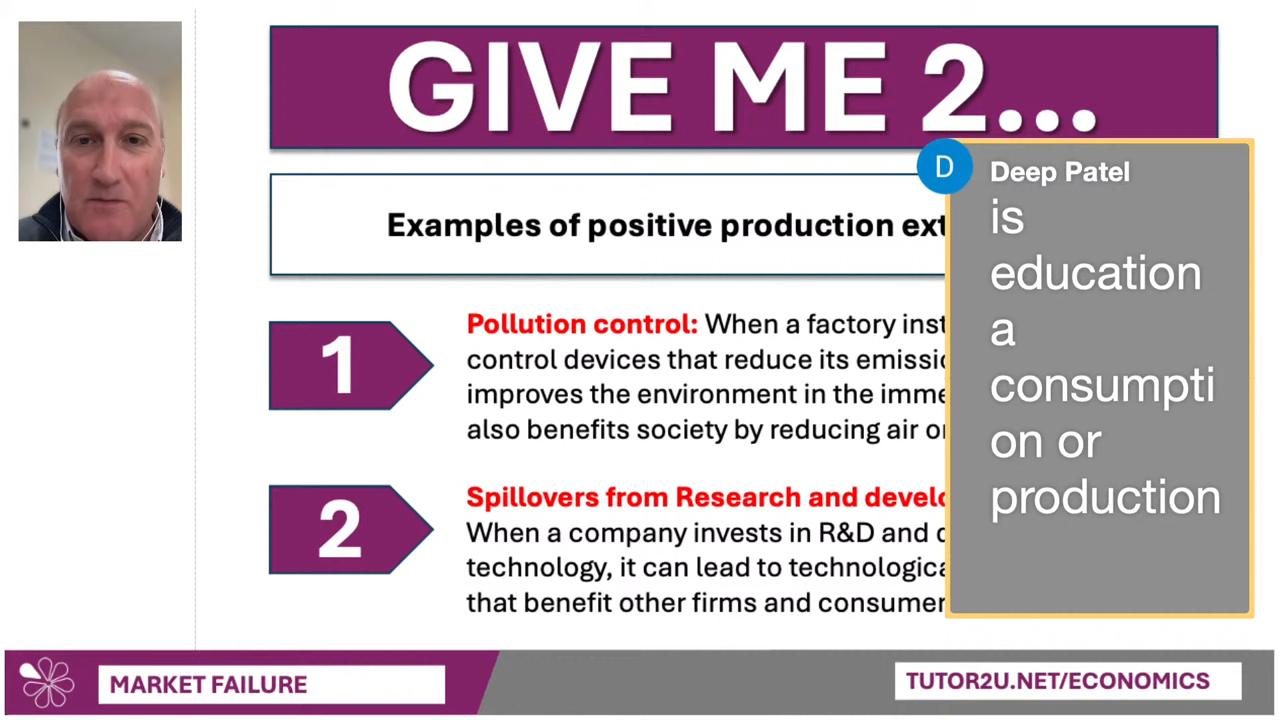 GIVE ME 2...
Examples of positive production ext
1
Pollution control: When a factory inst
control devices that reduce its emissio
improves the environment in the imme
also benefits society by reducing air or
2
Spillovers from Research and develo
When a company invests in R&D and d
technology, it can lead to technologica
that benefit other firms and consumer
D
Deep Patel
is
education
a
consumpti
on or
production
MARKET FAILURE
TUTOR2U.NET/ECONOMICS